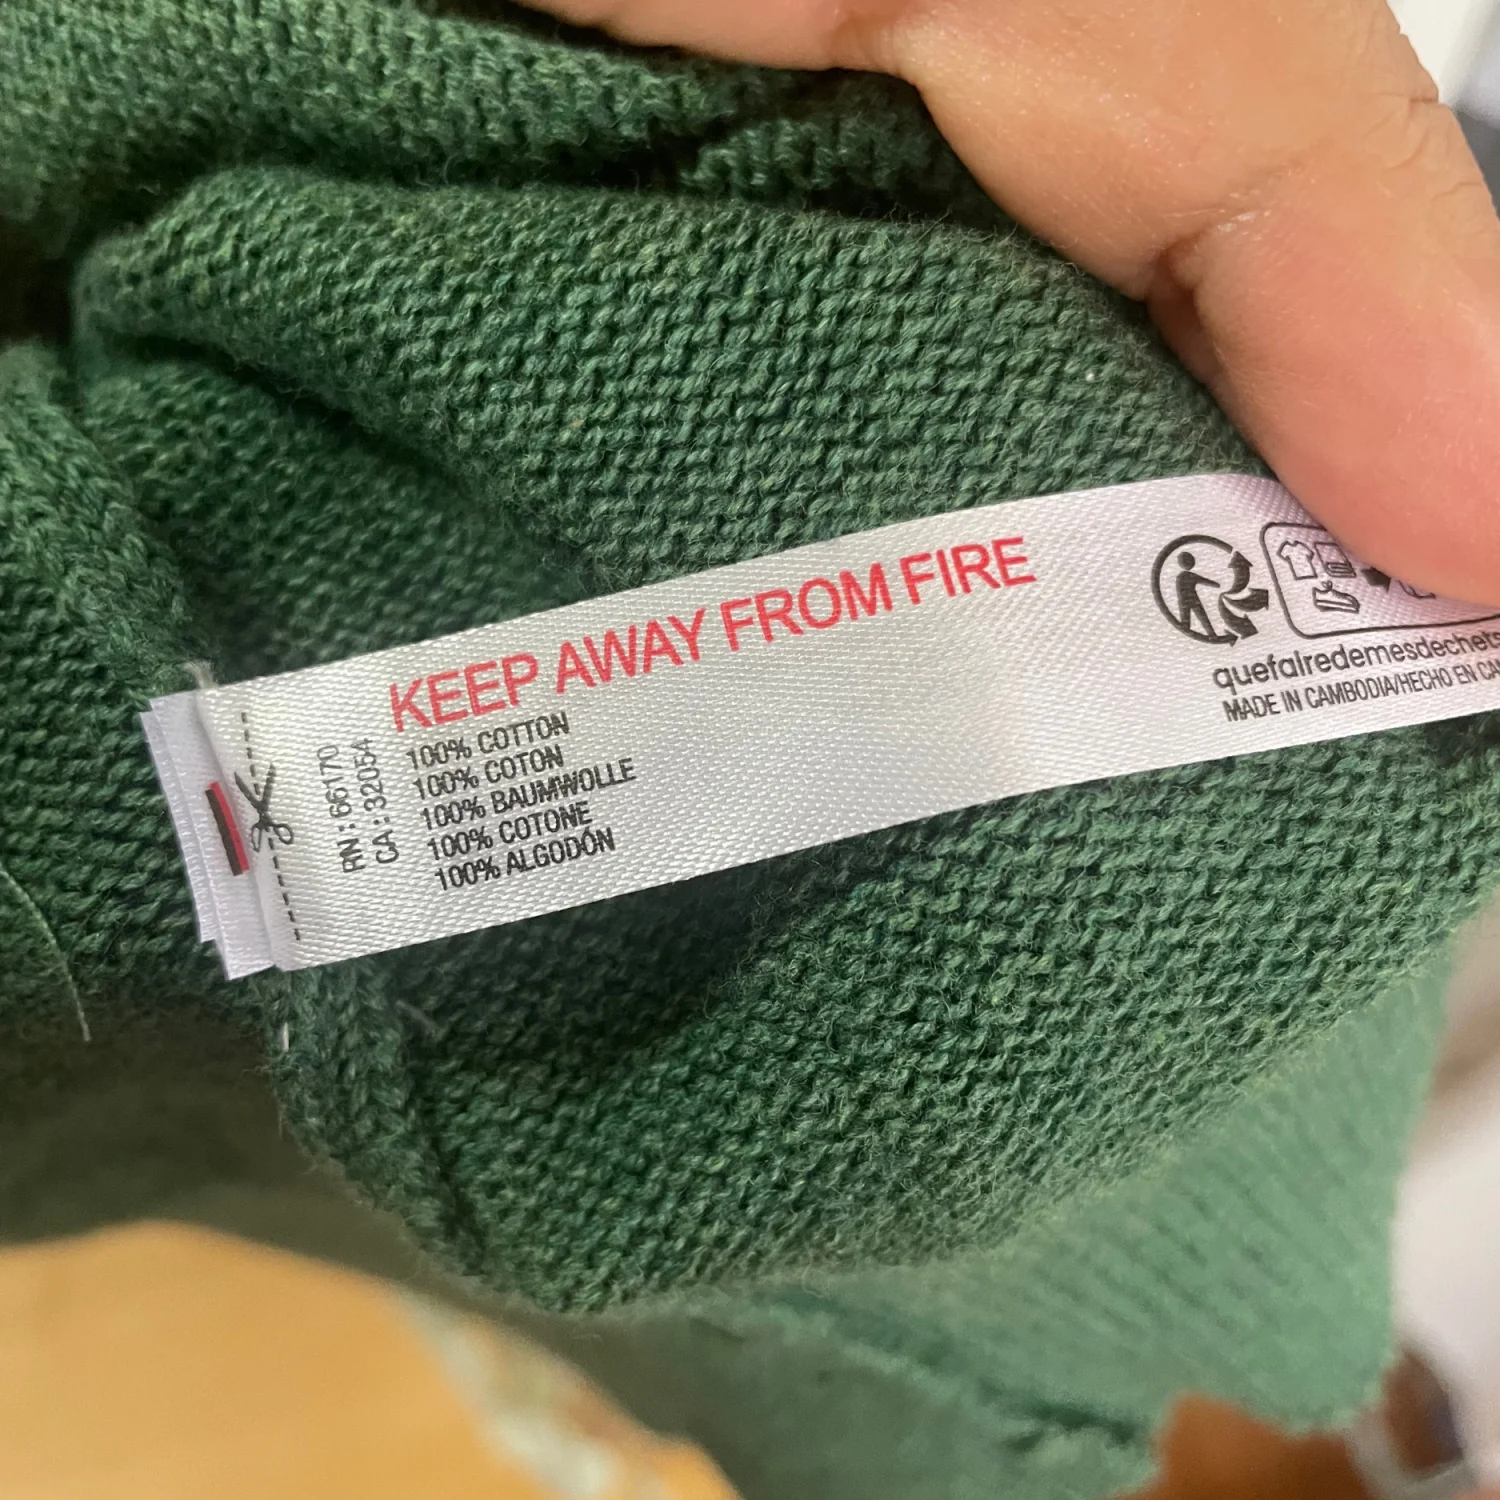 KEEP AWAY FROM FIRE
RN : 66170
CA : 32054
100% COTTON
100% COTON
100% BAUMWOLLE
100% COTONE
100% ALGODÓN
quefairedemesdechets
MADE IN CAMBODIA/HECHO EN